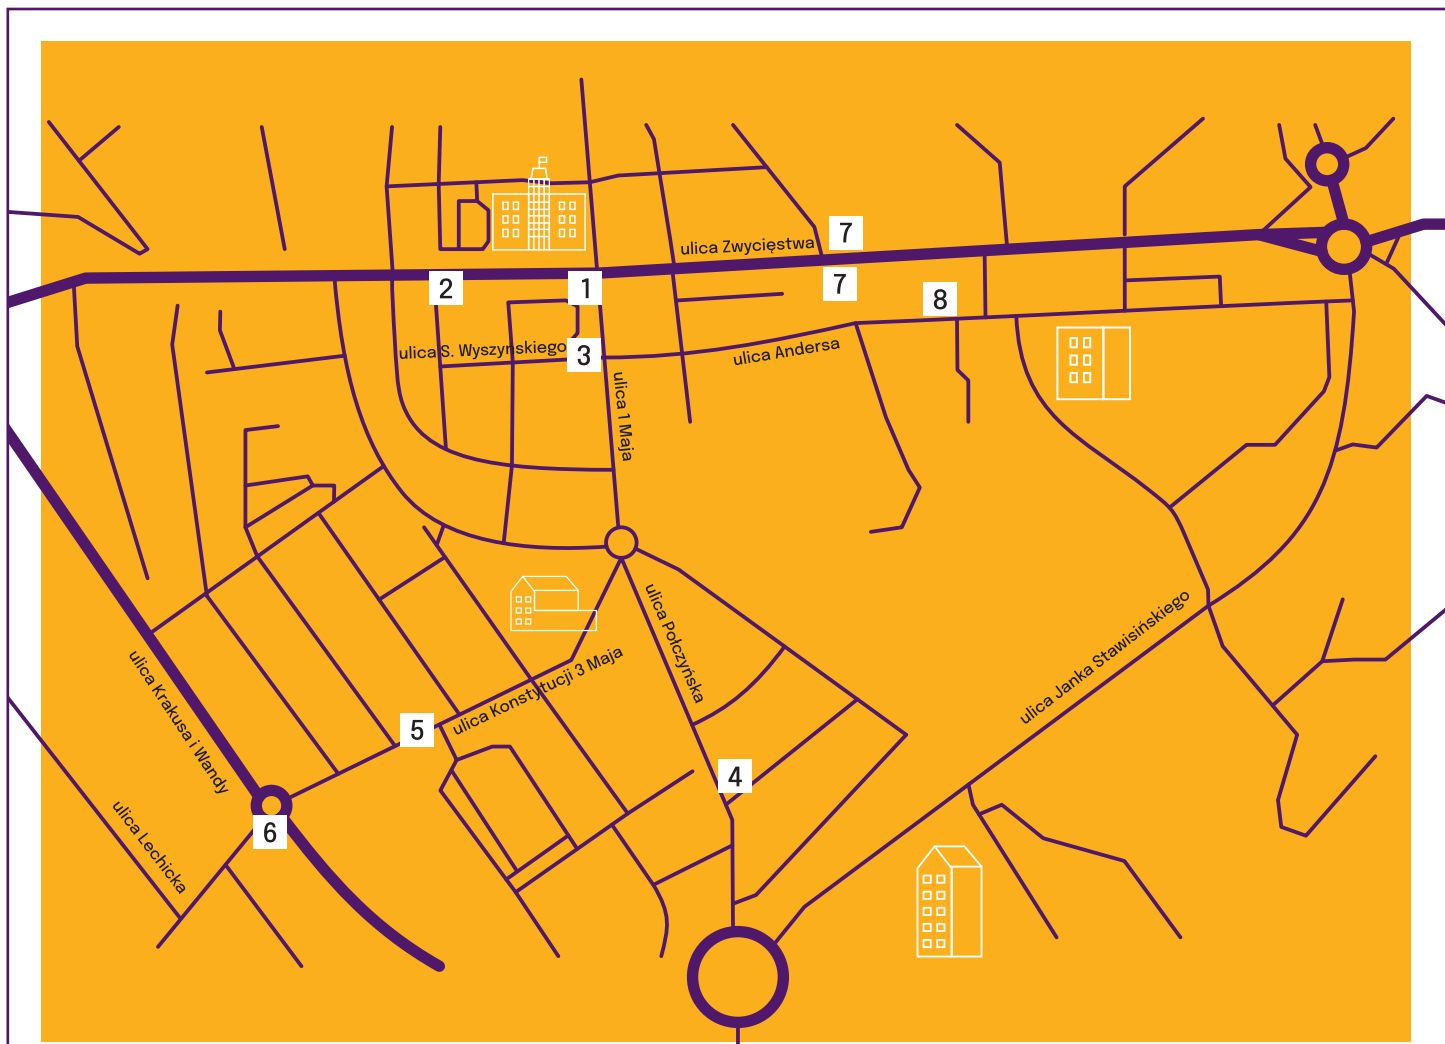 7
ulica Zwycięstwa
2
1
7
8
ulica S. Wyszyńskiego
3
ulica Andersa
ulica 1 Maja
ulica Połczyńska
ulica Janka Stawisińskiego
ulica Krakusa i Wandy
ulica Konstytucji 3 Maja
5
4
6
ulica Lechicka